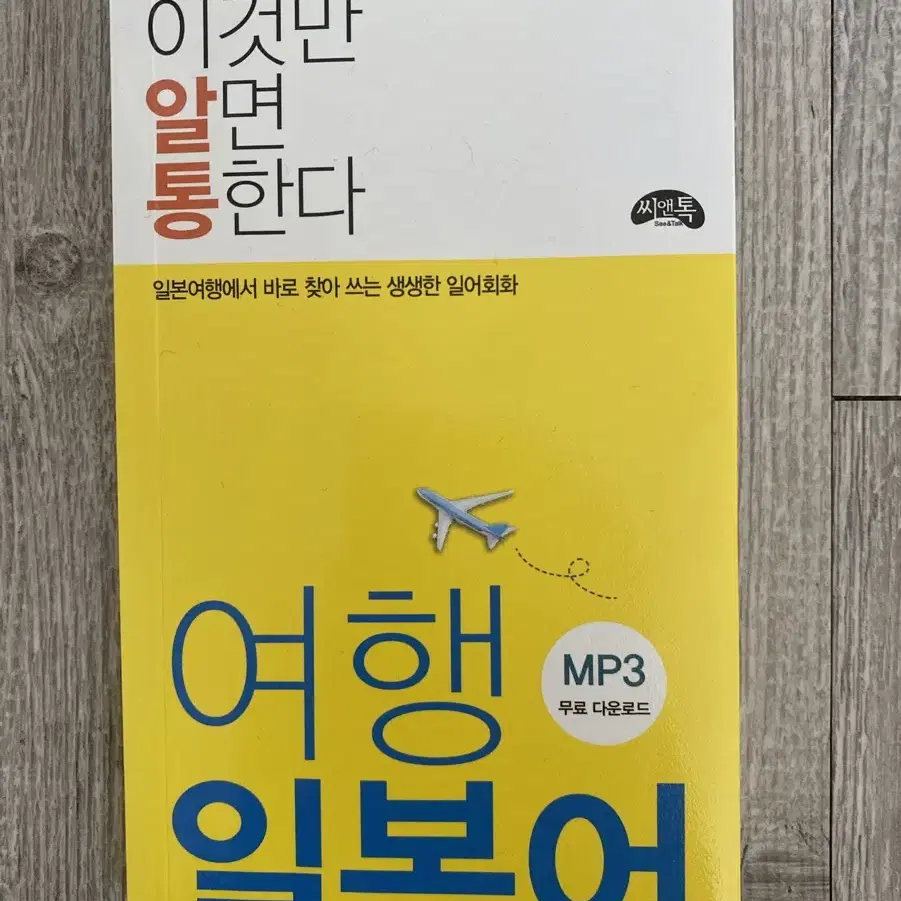 이것만
알면
통한다
씨앤톡
See&Talk
일본여행에서 바로 찾아 쓰는 생생한 일어회화
여행
MP3
무료 다운로드
일본어